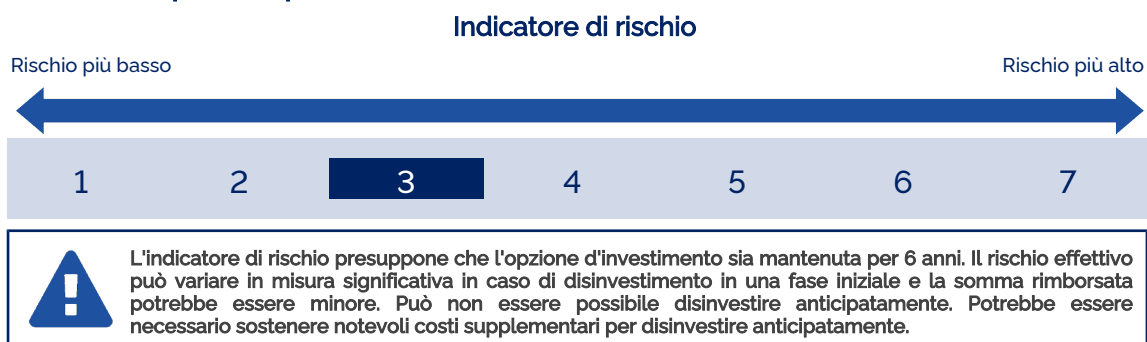 Indicatore di rischio
Rischio più basso
Rischio più alto
1 2 3 4 5 6 7
L'indicatore di rischio presuppone che l'opzione d'investimento sia mantenuta per 6 anni. Il rischio effettivo
può variare in misura significativa in caso di disinvestimento in una fase iniziale e la somma rimborsata
potrebbe essere minore. Può non essere possibile disinvestire anticipatamente. Potrebbe essere
necessario sostenere notevoli costi supplementari per disinvestire anticipatamente.